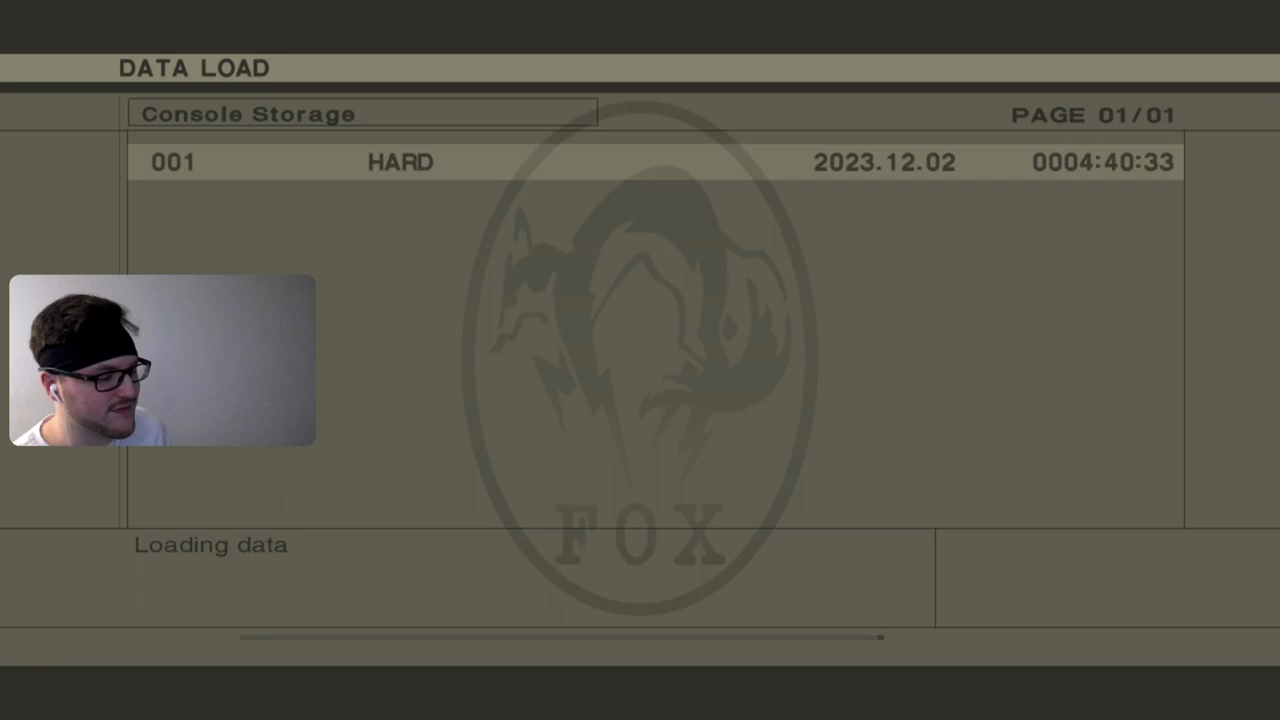 DATA LOAD
Console Storage PAGE 01/01
001 HARD 2023.12.02 0004:40:33
FOX
Loading data